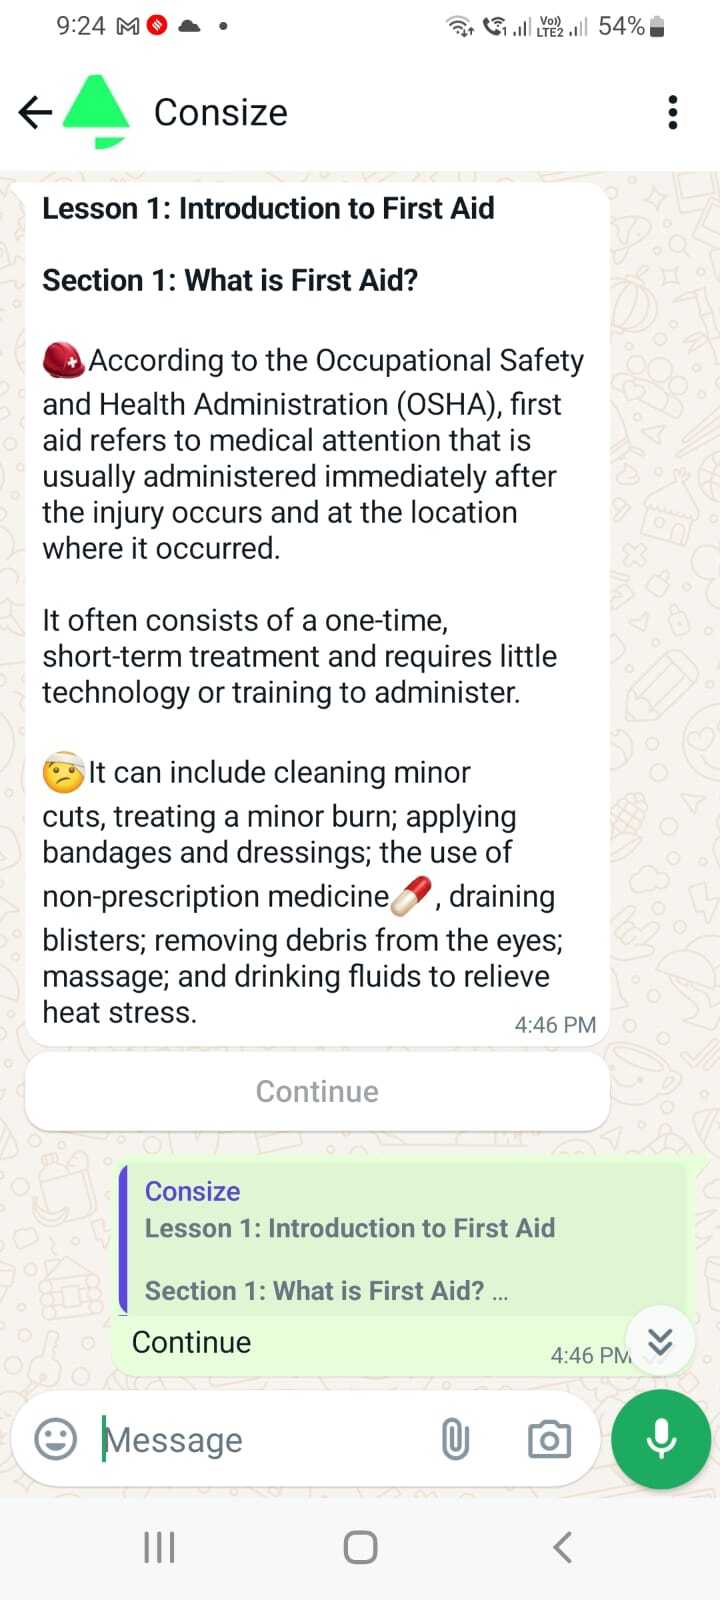 9:24
Vo))
LTE2
54%
Consize
Lesson 1: Introduction to First Aid
Section 1: What is First Aid?
According to the Occupational Safety
and Health Administration (OSHA), first
aid refers to medical attention that is
usually administered immediately after
the injury occurs and at the location
where it occurred.
It often consists of a one-time,
short-term treatment and requires little
technology or training to administer.
It can include cleaning minor
cuts, treating a minor burn; applying
bandages and dressings; the use of
non-prescription medicine, draining
blisters; removing debris from the eyes;
massage; and drinking fluids to relieve
heat stress.
4:46 PM
Continue
Consize
Lesson 1: Introduction to First Aid
Section 1: What is First Aid? ...
Continue
4:46 PM
Message